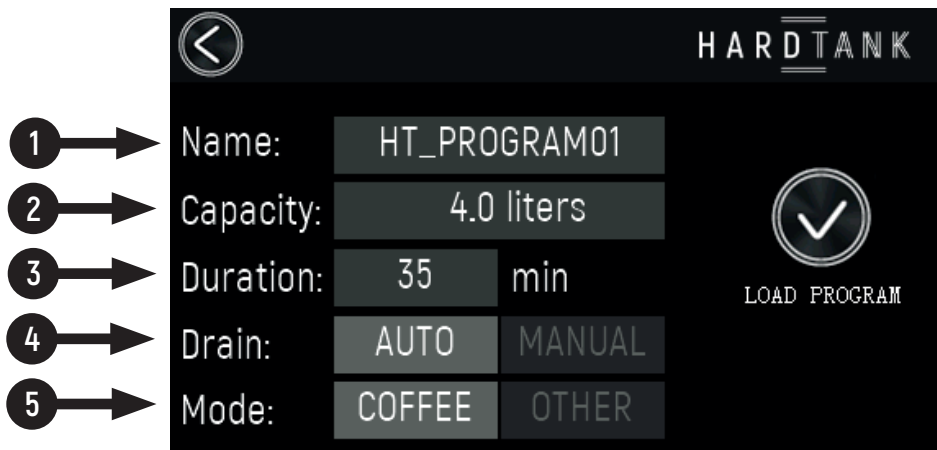 HARDTANK
1 Name: HT_PROGRAM01
2 Capacity: 4.0 liters
3 Duration: 35 min
4 Drain: AUTO MANUAL
5 Mode: COFFEE OTHER
LOAD PROGRAM